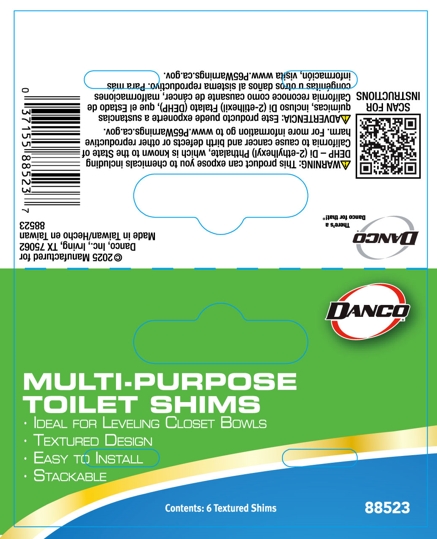 DANCO
®
MULTI-PURPOSE
TOILET SHIMS
· IDEAL FOR LEVELING CLOSET BOWLS
· TEXTURED DESIGN
· EASY TO INSTALL
· STACKABLE
Contents: 6 Textured Shims
88523
© 2025 Manufactured for
Danco, Inc., Irving, TX 75062
Made in Taiwan/Hecho en Taiwan
88523
DANCO
There's a
Danco for that!®
⚠WARNING: This product can expose you to chemicals including
DEHP – Di (2-ethylhexyl) Phthalate, which is known to the State of
California to cause cancer and birth defects or other reproductive
harm. For more information go to www.P65Warnings.ca.gov.
⚠ADVERTENCIA: Este producto puede exponerte a sustancias
químicas, incluso Di (2-etilhexil) Ftalato (DEHP), que el Estado de
California reconoce como causante de cáncer, malformaciones
congénitas u otros daños al sistema reproductivo. Para más
información, visita www.P65Warnings.ca.gov.
SCAN FOR
INSTRUCTIONS
0 37155 88523 7